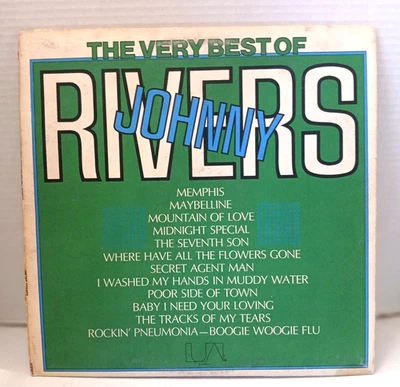 THE VERY BEST OF
JOHNNY
RIVERS
MEMPHIS
MAYBELLINE
MOUNTAIN OF LOVE
MIDNIGHT SPECIAL
THE SEVENTH SON
WHERE HAVE ALL THE FLOWERS GONE
SECRET AGENT MAN
I WASHED MY HANDS IN MUDDY WATER
POOR SIDE OF TOWN
BABY I NEED YOUR LOVING
THE TRACKS OF MY TEARS
ROCKIN' PNEUMONIA—BOOGIE WOOGIE FLU
UA